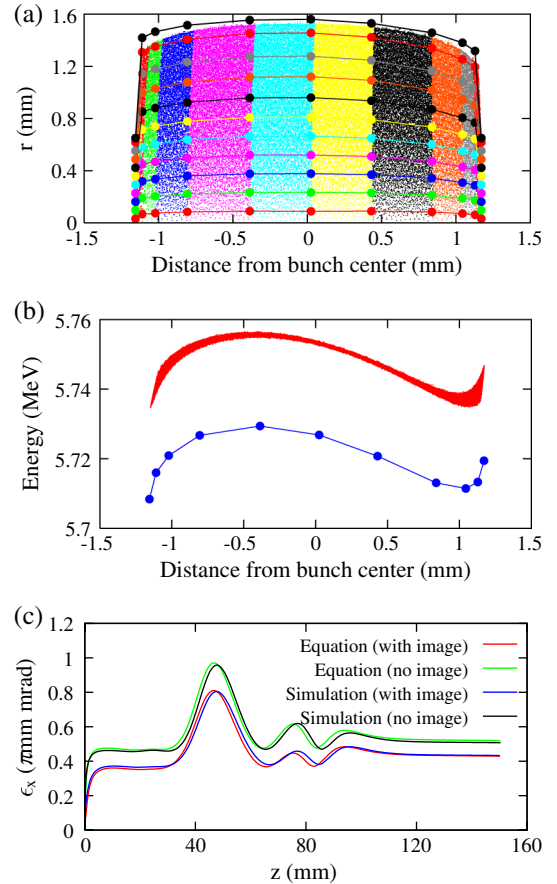 (a)
1.6
1.2
0.8
0.4
0
r (mm)
-1.5 -1 -0.5 0 0.5 1 1.5
Distance from bunch center (mm)
(b)
5.76
5.74
5.72
5.7
Energy (MeV)
-1.5 -1 -0.5 0 0.5 1 1.5
Distance from bunch center (mm)
(c)
1.2
1
0.8
0.6
0.4
0.2
0
ϵx (πmm mrad)
Equation (with image)
Equation (no image)
Simulation (with image)
Simulation (no image)
0 40 80 120 160
z (mm)